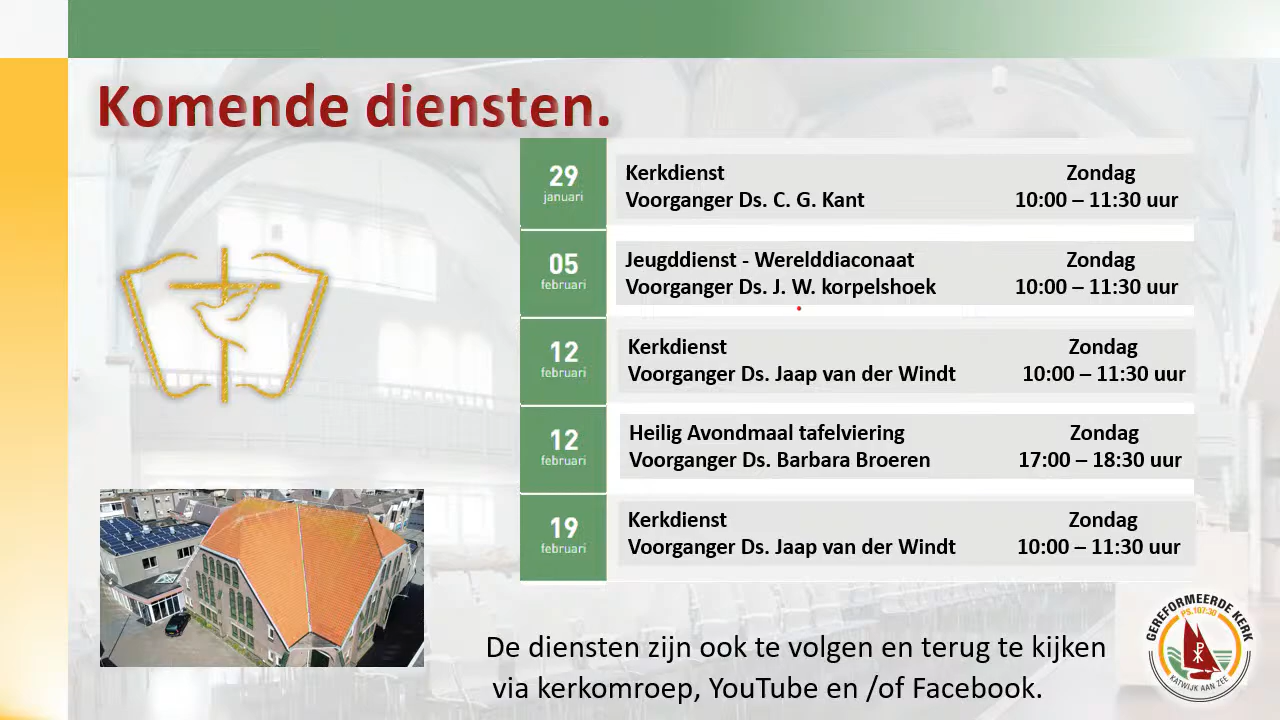 Komende diensten.
29
januari
Kerkdienst
Zondag
Voorganger Ds. C. G. Kant
10:00 – 11:30 uur
05
februari
Jeugddienst - Werelddiaconaat
Zondag
Voorganger Ds. J. W. korpelshoek
10:00 – 11:30 uur
12
februari
Kerkdienst
Zondag
Voorganger Ds. Jaap van der Windt
10:00 – 11:30 uur
12
februari
Heilig Avondmaal tafelviering
Zondag
Voorganger Ds. Barbara Broeren
17:00 – 18:30 uur
19
februari
Kerkdienst
Zondag
Voorganger Ds. Jaap van der Windt
10:00 – 11:30 uur
De diensten zijn ook te volgen en terug te kijken
via kerkomroep, YouTube en /of Facebook.
GEREFORMEERDE KERK
PS.107:30
KATWIJK AAN ZEE